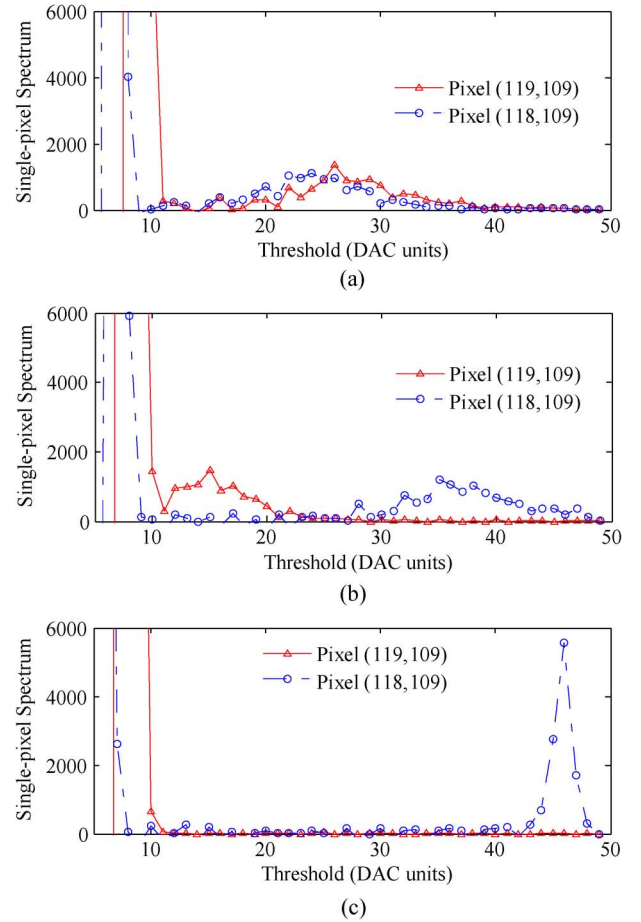 6000
4000
2000
0
Single-pixel Spectrum
Pixel (119,109)
Pixel (118,109)
10 20 30 40 50
Threshold (DAC units)
(a)
6000
4000
2000
0
Single-pixel Spectrum
Pixel (119,109)
Pixel (118,109)
10 20 30 40 50
Threshold (DAC units)
(b)
6000
4000
2000
0
Single-pixel Spectrum
Pixel (119,109)
Pixel (118,109)
10 20 30 40 50
Threshold (DAC units)
(c)